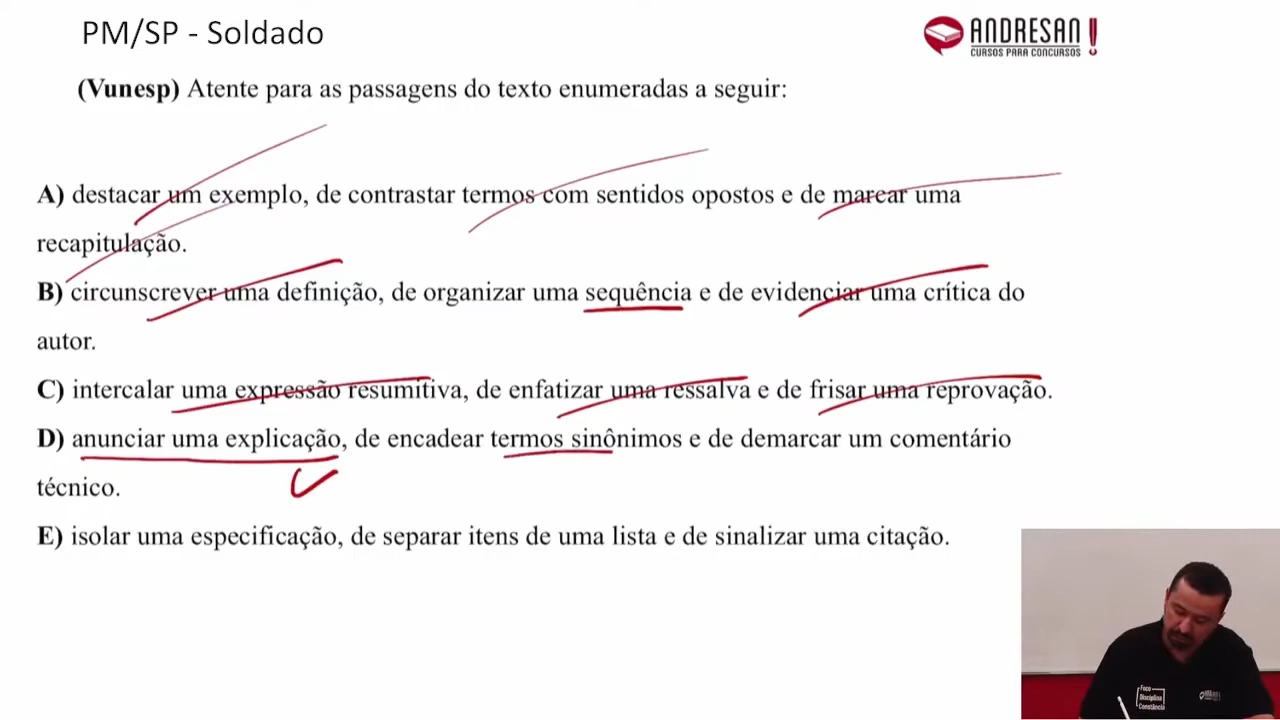 PM/SP - Soldado
ANDRESAN!
CURSOS PARA CONCURSOS
(Vunesp) Atente para as passagens do texto enumeradas a seguir:
A) destacar um exemplo, de contrastar termos com sentidos opostos e de marcar uma
recapitulação.
B) circunscrever uma definição, de organizar uma sequência e de evidenciar uma crítica do
autor.
C) intercalar uma expressão resumitiva, de enfatizar uma ressalva e de frisar uma reprovação.
D) anunciar uma explicação, de encadear termos sinônimos e de demarcar um comentário
técnico.
E) isolar uma especificação, de separar itens de uma lista e de sinalizar uma citação.
Foco
Disciplina
Constância